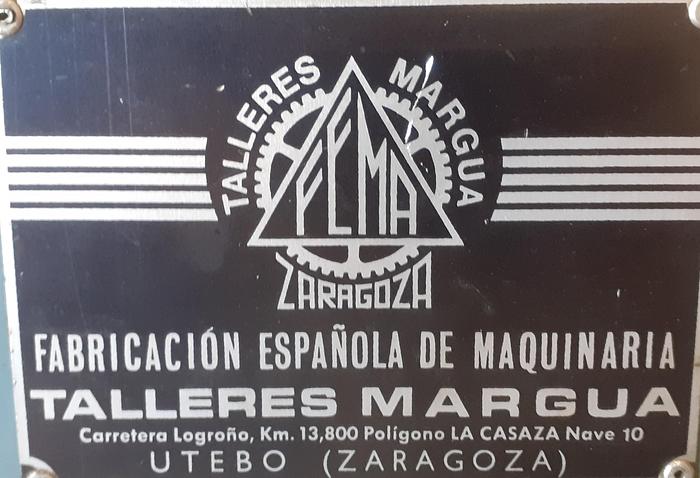 TALLERES MARGUA
FEMA
ZARAGOZA
FABRICACIÓN ESPAÑOLA DE MAQUINARIA
TALLERES MARGUA
Carretera Logroño, Km. 13,800 Polígono LA CASAZA Nave 10
UTEBO (ZARAGOZA)